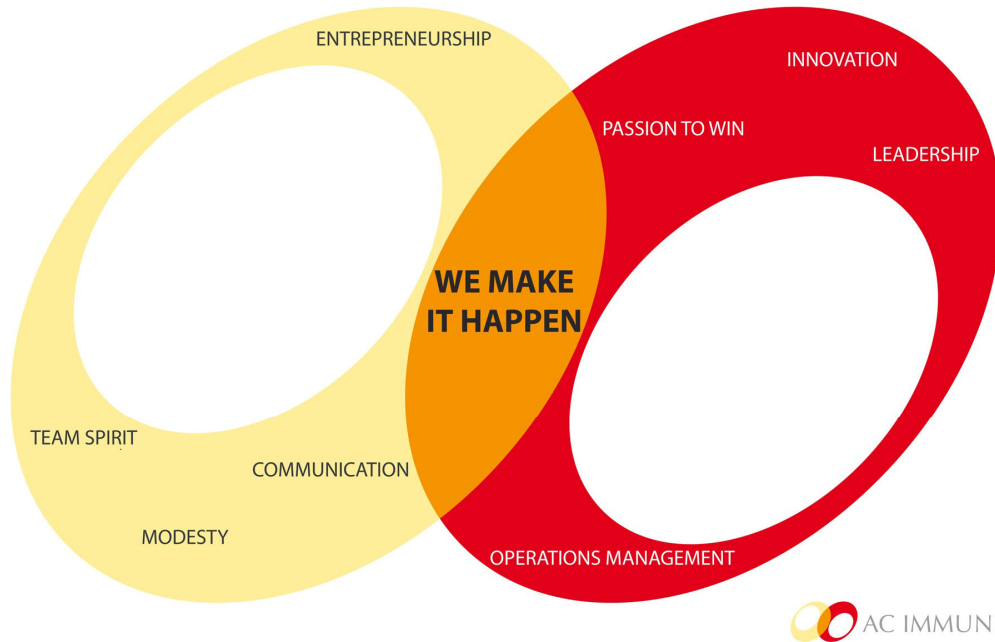 ENTREPRENEURSHIP
INNOVATION
PASSION TO WIN
LEADERSHIP
WE MAKE
IT HAPPEN
TEAM SPIRIT
COMMUNICATION
MODESTY
OPERATIONS MANAGEMENT
AC IMMUN